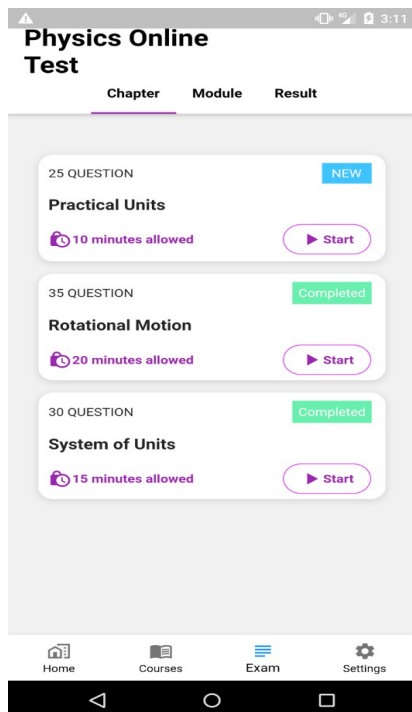 4G 3:11
Physics Online
Test
Chapter Module Result
25 QUESTION NEW
Practical Units
10 minutes allowed Start
35 QUESTION Completed
Rotational Motion
20 minutes allowed Start
30 QUESTION Completed
System of Units
15 minutes allowed Start
Home Courses Exam Settings